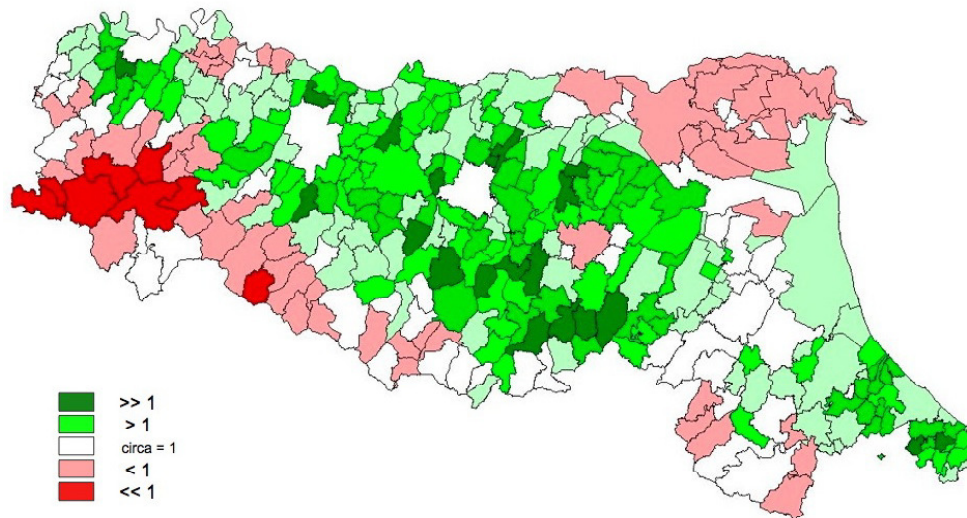 >> 1
> 1
circa = 1
< 1
<< 1